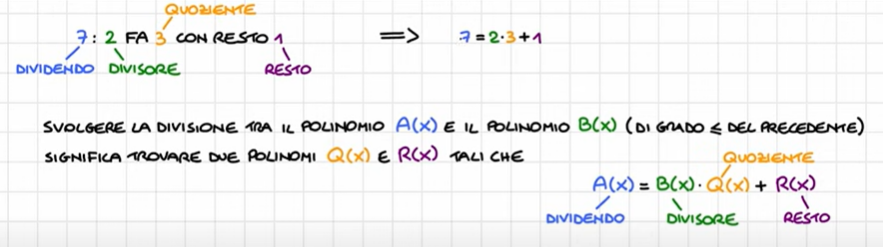 QUOZIENTE
7 : 2 FA 3 CON RESTO 1 => 7 = 2·3 + 1
DIVIDENDO DIVISORE RESTO
SVOLGERE LA DIVISIONE TRA IL POLINOMIO A(x) E IL POLINOMIO B(x) (DI GRADO ≤ DEL PRECEDENTE)
SIGNIFICA TROVARE DUE POLINOMI Q(x) E R(x) TALI CHE
QUOZIENTE
A(x) = B(x) · Q(x) + R(x)
DIVIDENDO DIVISORE RESTO